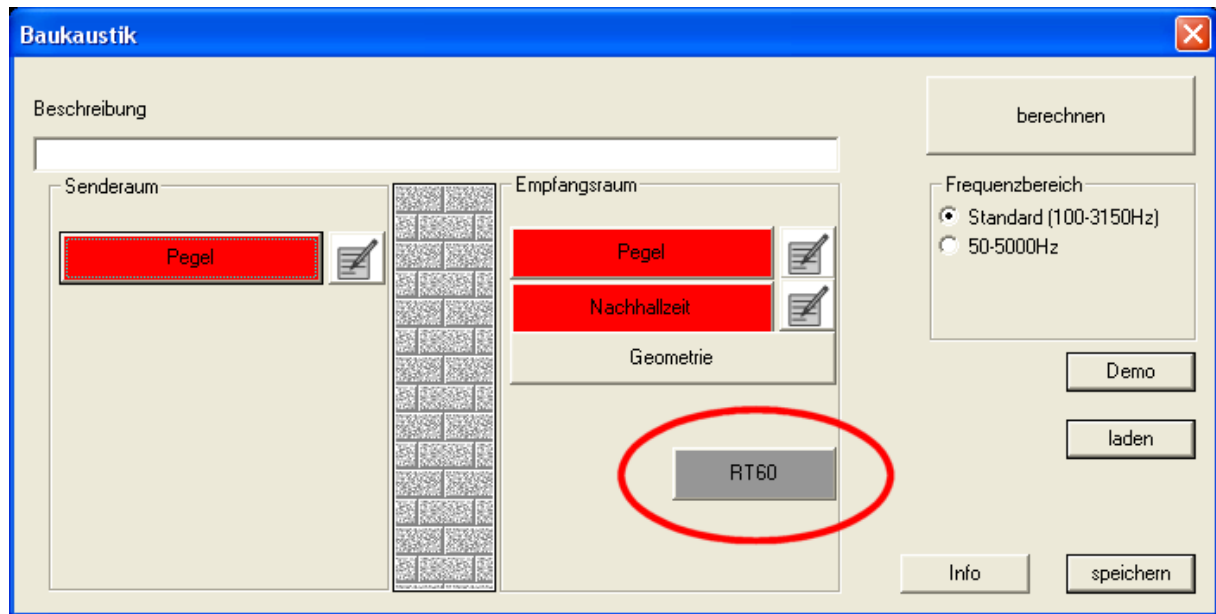 Baukaustik
Beschreibung
Senderaum
Pegel
Empfangsraum
Pegel
Nachhallzeit
Geometrie
RT60
berechnen
Frequenzbereich
Standard (100-3150Hz)
50-5000Hz
Demo
laden
Info
speichern